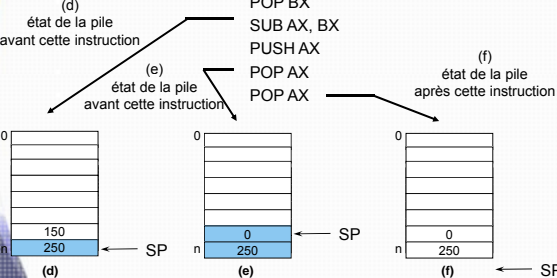 (d)
état de la pile
avant cette instruction
POP BX
SUB AX, BX
PUSH AX
POP AX
POP AX
(e)
état de la pile
avant cette instruction
(f)
état de la pile
après cette instruction
0
150
n 250
SP
(d)
0
0
n 250
SP
(e)
0
0
n 250
SP
(f)